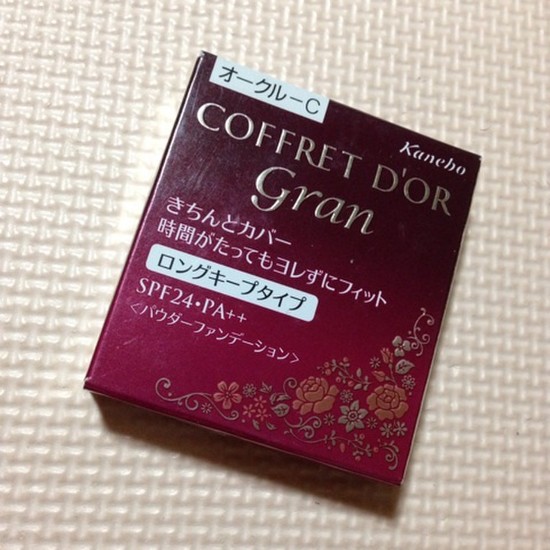 オークルーC
Kanebo
COFFRET D'OR
Gran
きちんとカバー
時間がたってもヨレずにフィット
ロングキープタイプ
SPF24・PA++
<パウダーファンデーション>